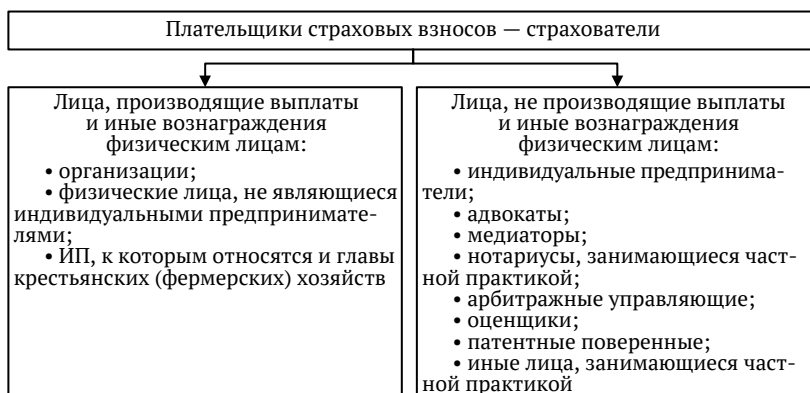 Плательщики страховых взносов — страхователи
Лица, производящие выплаты
и иные вознаграждения
физическим лицам:
• организации;
• физические лица, не являющиеся
индивидуальными предпринимате-
лями;
• ИП, к которым относятся и главы
крестьянских (фермерских) хозяйств
Лица, не производящие выплаты
и иные вознаграждения
физическим лицам:
• индивидуальные предпринима-
тели;
• адвокаты;
• медиаторы;
• нотариусы, занимающиеся част-
ной практикой;
• арбитражные управляющие;
• оценщики;
• патентные поверенные;
• иные лица, занимающиеся част-
ной практикой